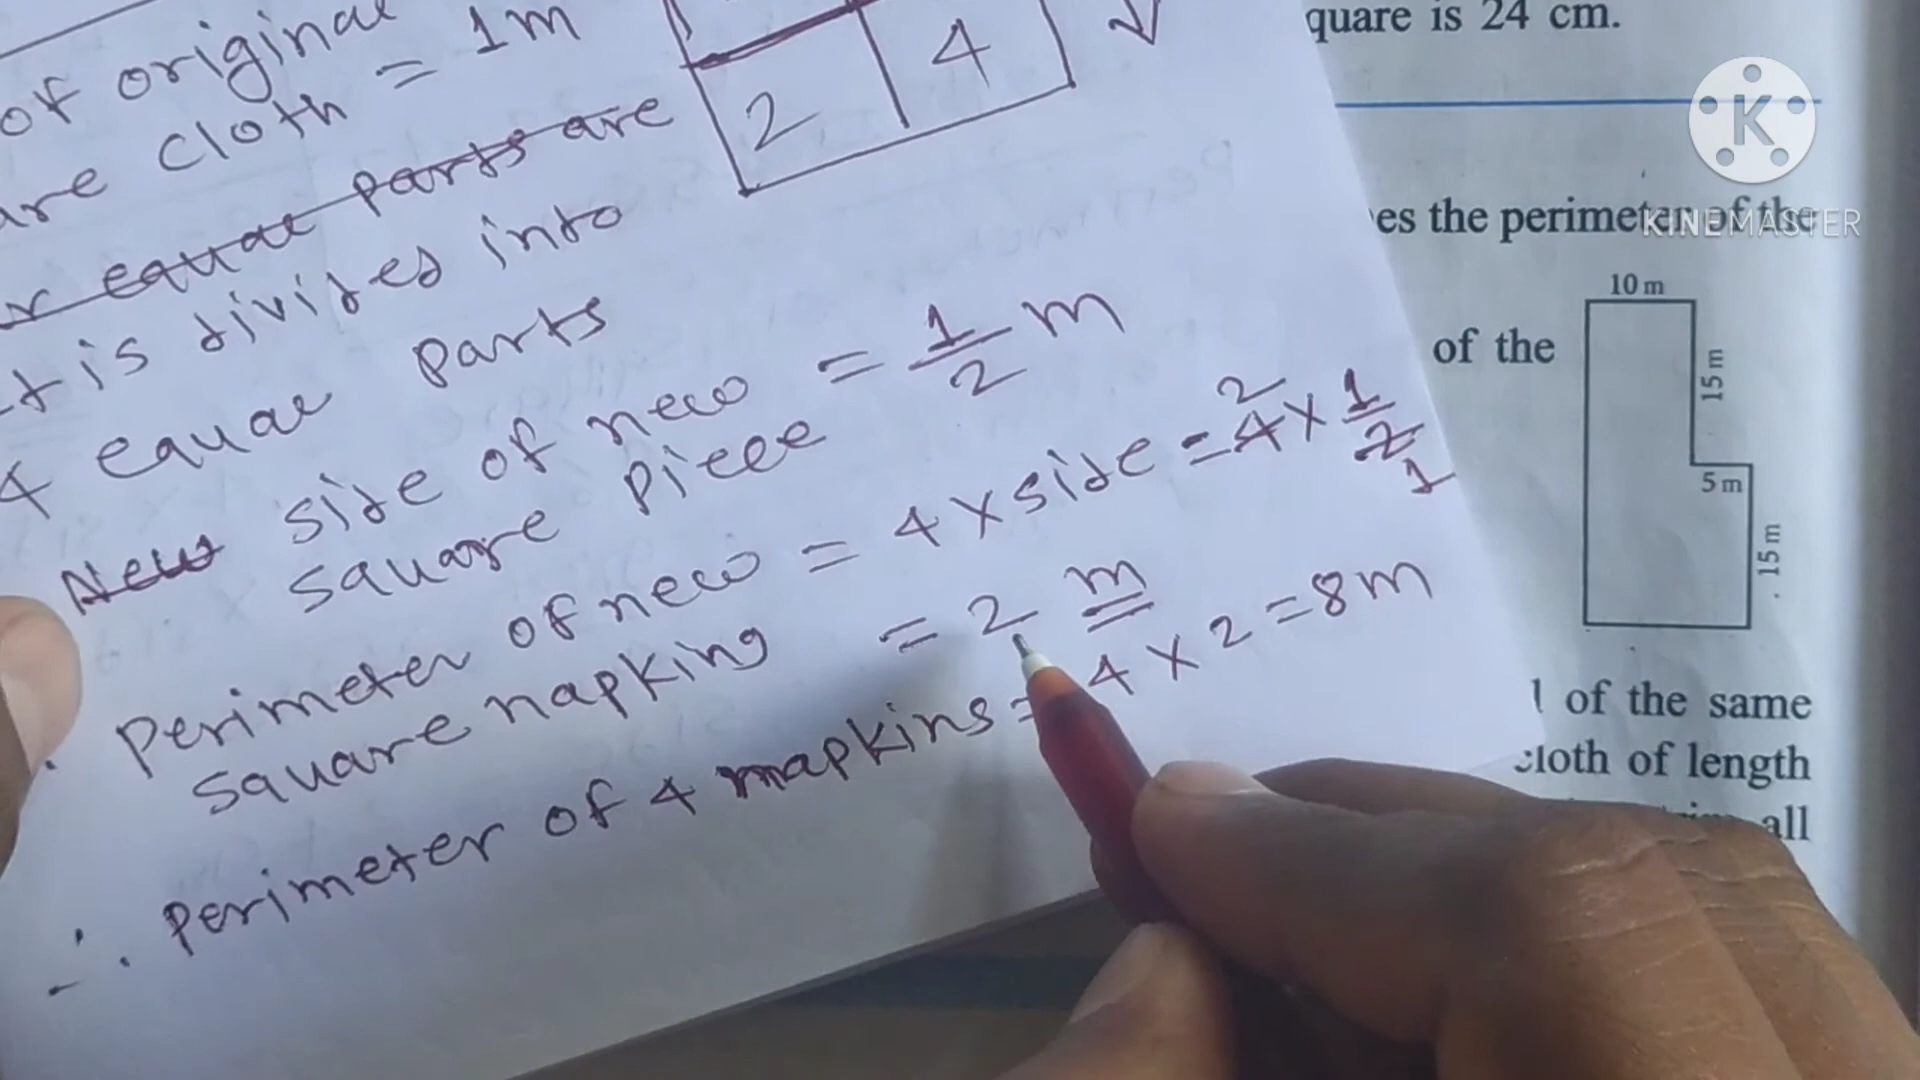 of original
cloth = 1m
equal parts are
t is divided into
4 equal parts
New side of new = 1/2 m
square piece
Perimeter of new = 4 × side = 4 2 × 1/2 1
square napking = 2 m
∴ Perimeter of 4 mapkins = 4 × 2 = 8m
2
4
quare is 24 cm.
es the perimeter of the
of the
10 m
15 m
5 m
15 m
l of the same
cloth of length
all
K
KINEMASTER